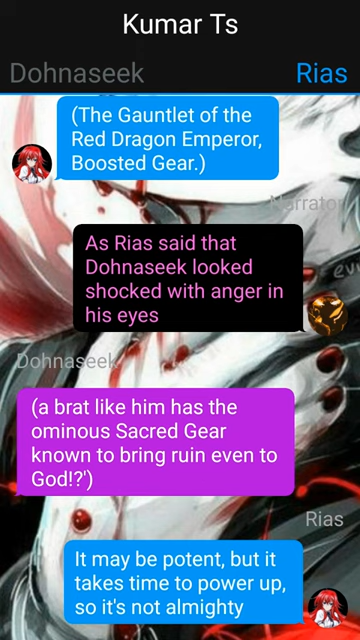 Kumar Ts
Dohnaseek Rias
(The Gauntlet of the
Red Dragon Emperor,
Boosted Gear.)
Narrator
As Rias said that
Dohnaseek looked
shocked with anger in
his eyes
Dohnaseek
(a brat like him has the
ominous Sacred Gear
known to bring ruin even to
God!?')
Rias
It may be potent, but it
takes time to power up,
so it's not almighty